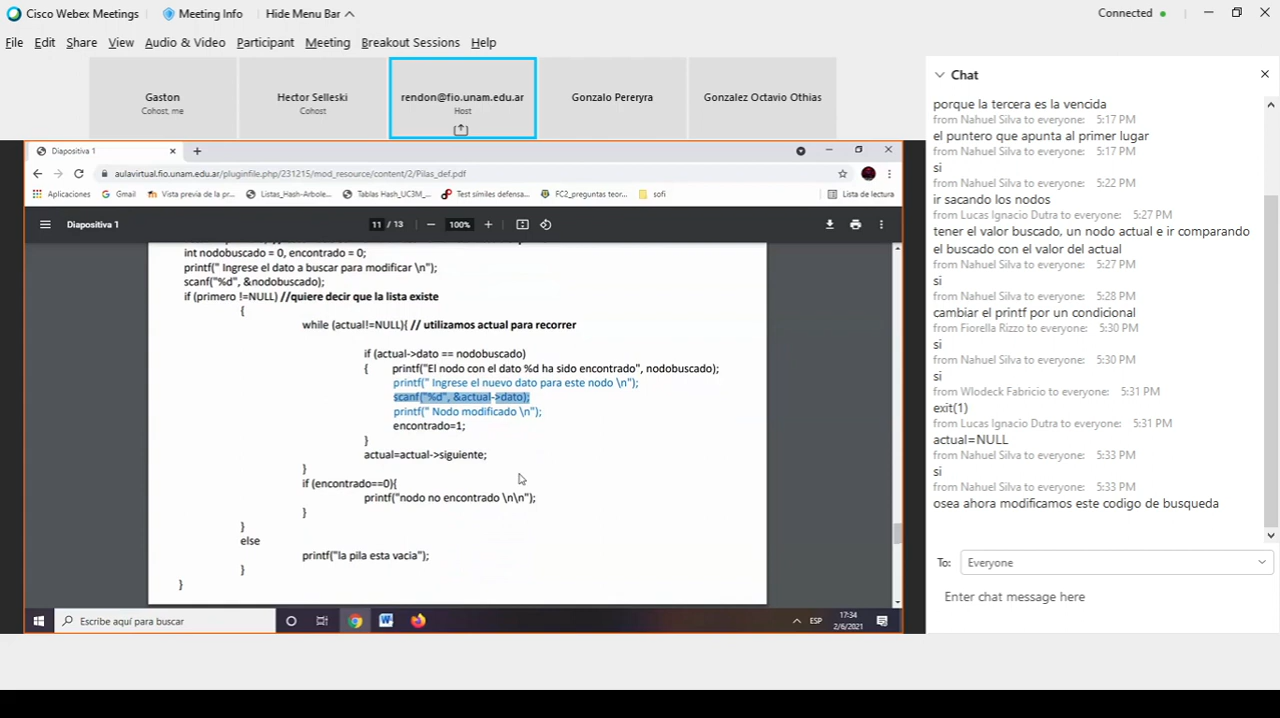 Cisco Webex Meetings Meeting Info Hide Menu Bar Connected
File Edit Share View Audio & Video Participant Meeting Breakout Sessions Help
Gaston
Cohost, me
Hector Selleski
Cohost
rendon@fio.unam.edu.ar
Host
Gonzalo Pereryra
Gonzalez Octavio Othias
Diapositiva 1
aulavirtual.fio.unam.edu.ar/pluginfile.php/231215/mod_resource/content/2/Pilas_def.pdf
Aplicaciones Gmail Vista previa de la p... Listas_Hash-Arbole... Tablas Hash_UC3M_... Test símiles defensa... FC2_preguntas teor... sofi Lista de lectura
Diapositiva 1 11 / 13 100%
int nodobuscado = 0, encontrado = 0;
printf(" Ingrese el dato a buscar para modificar \n");
scanf("%d", &nodobuscado);
if (primero !=NULL) //quiere decir que la lista existe
{
while (actual!=NULL){ // utilizamos actual para recorrer
if (actual->dato == nodobuscado)
{ printf("El nodo con el dato %d ha sido encontrado", nodobuscado);
printf(" Ingrese el nuevo dato para este nodo \n");
scanf("%d", &actual->dato);
printf(" Nodo modificado \n");
encontrado=1;
}
actual=actual->siguiente;
}
if (encontrado==0){
printf("nodo no encontrado \n\n");
}
}
else
printf("la pila esta vacia");
}
}
Escribe aquí para buscar
ESP
17:34
2/6/2021
Chat
porque la tercera es la vencida
from Nahuel Silva to everyone: 5:17 PM
el puntero que apunta al primer lugar
from Nahuel Silva to everyone: 5:17 PM
si
from Nahuel Silva to everyone: 5:22 PM
ir sacando los nodos
from Lucas Ignacio Dutra to everyone: 5:27 PM
tener el valor buscado, un nodo actual e ir comparando
el buscado con el valor del actual
from Nahuel Silva to everyone: 5:27 PM
si
from Nahuel Silva to everyone: 5:28 PM
cambiar el printf por un condicional
from Fiorella Rizzo to everyone: 5:30 PM
si
from Nahuel Silva to everyone: 5:30 PM
si
from Wlodeck Fabricio to everyone: 5:31 PM
exit(1)
from Lucas Ignacio Dutra to everyone: 5:31 PM
actual=NULL
from Nahuel Silva to everyone: 5:33 PM
si
from Nahuel Silva to everyone: 5:33 PM
osea ahora modificamos este codigo de busqueda
To: Everyone
Enter chat message here